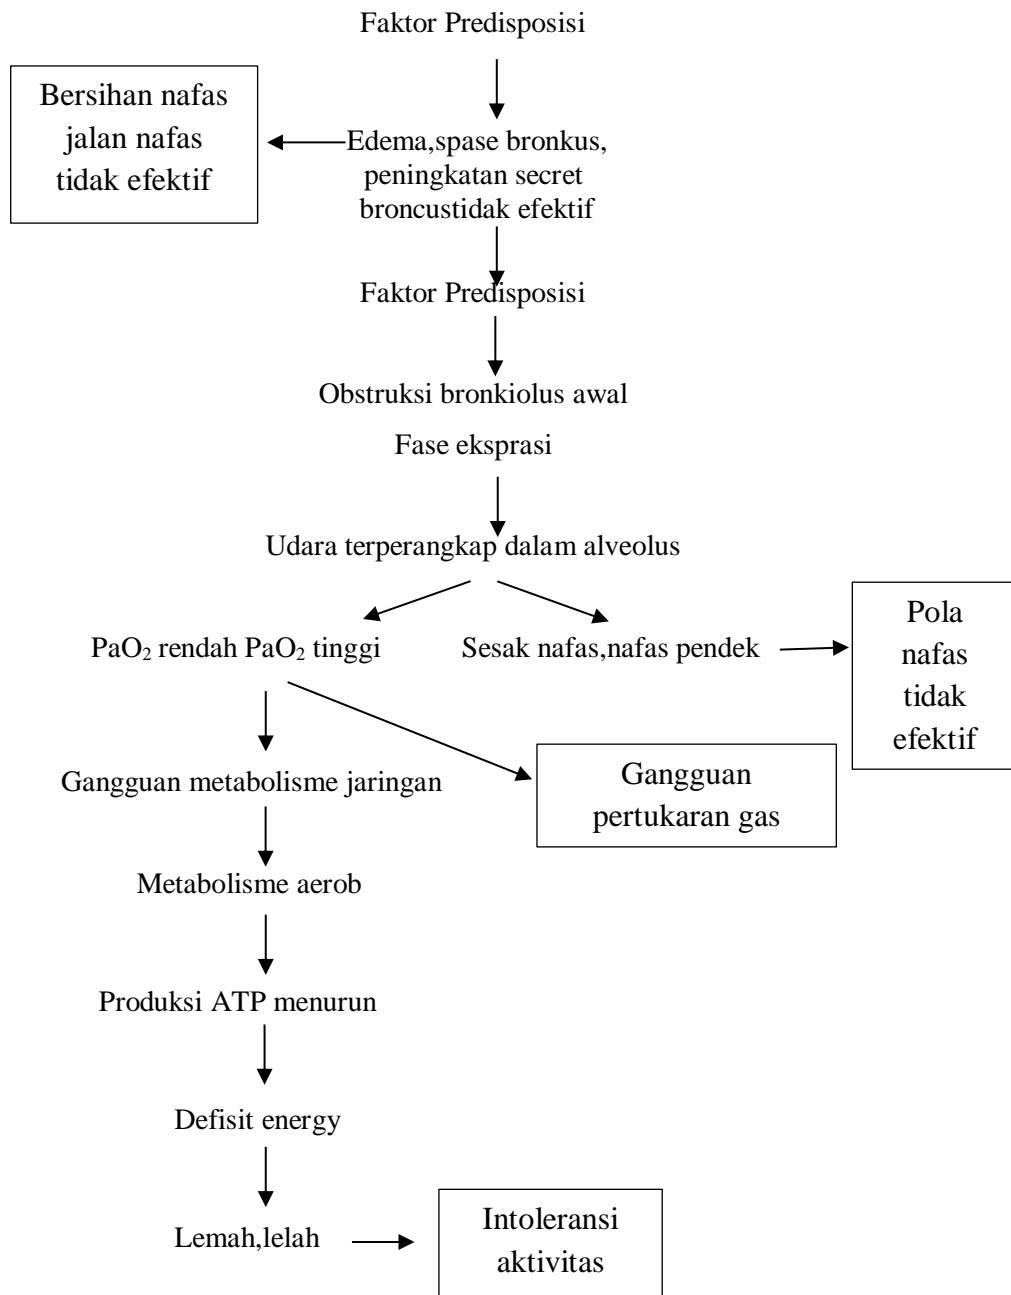 Faktor Predisposisi
Bersihan nafas
jalan nafas
tidak efektif
Edema,spase bronkus,
peningkatan secret
broncustidak efektif
Faktor Predisposisi
Obstruksi bronkiolus awal
Fase eksprasi
Udara terperangkap dalam alveolus
PaO₂ rendah PaO₂ tinggi
Sesak nafas,nafas pendek
Pola
nafas
tidak
efektif
Gangguan metabolisme jaringan
Gangguan
pertukaran gas
Metabolisme aerob
Produksi ATP menurun
Defisit energy
Lemah,lelah
Intoleransi
aktivitas